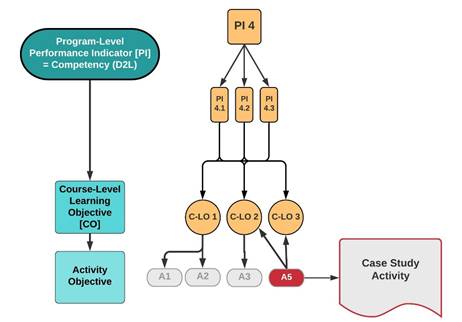 Program-Level
Performance Indicator [PI]
= Competency (D2L)
Course-Level
Learning
Objective
[CO]
Activity
Objective
PI 4
PI
4.1
PI
4.2
PI
4.3
C-LO 1
C-LO 2
C-LO 3
A1
A2
A3
A5
Case Study
Activity